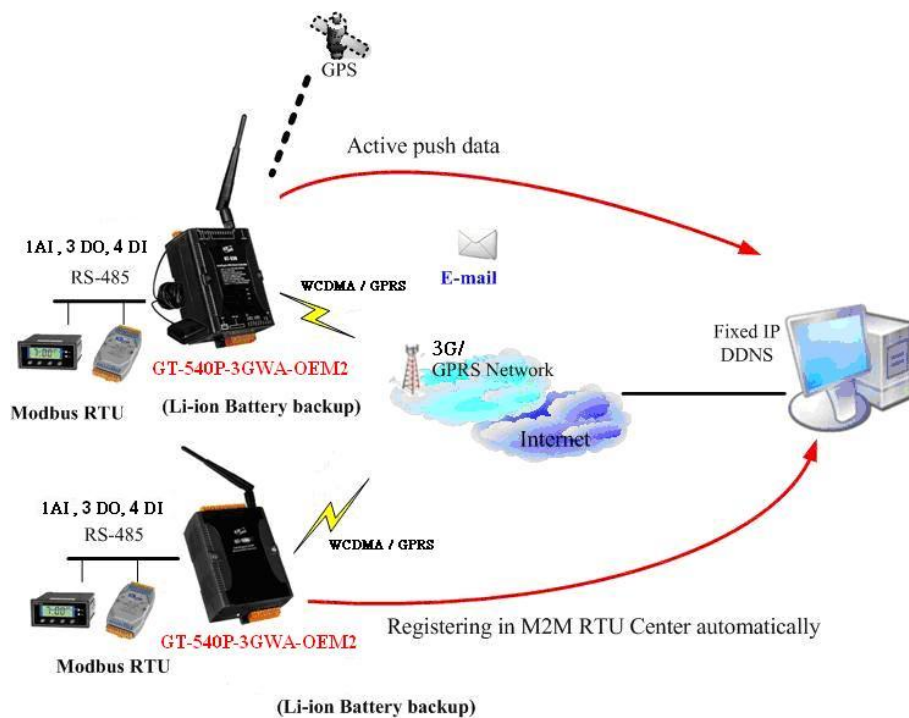 GPS
Active push data
1AI , 3 DO, 4 DI
RS-485
E-mail
WCDMA / GPRS
Fixed IP
DDNS
3G/
GPRS Network
GT-540P-3GWA-OEM2
Modbus RTU
(Li-ion Battery backup)
Internet
1AI , 3 DO, 4 DI
RS-485
WCDMA / GPRS
Registering in M2M RTU Center automatically
GT-540P-3GWA-OEM2
Modbus RTU
(Li-ion Battery backup)